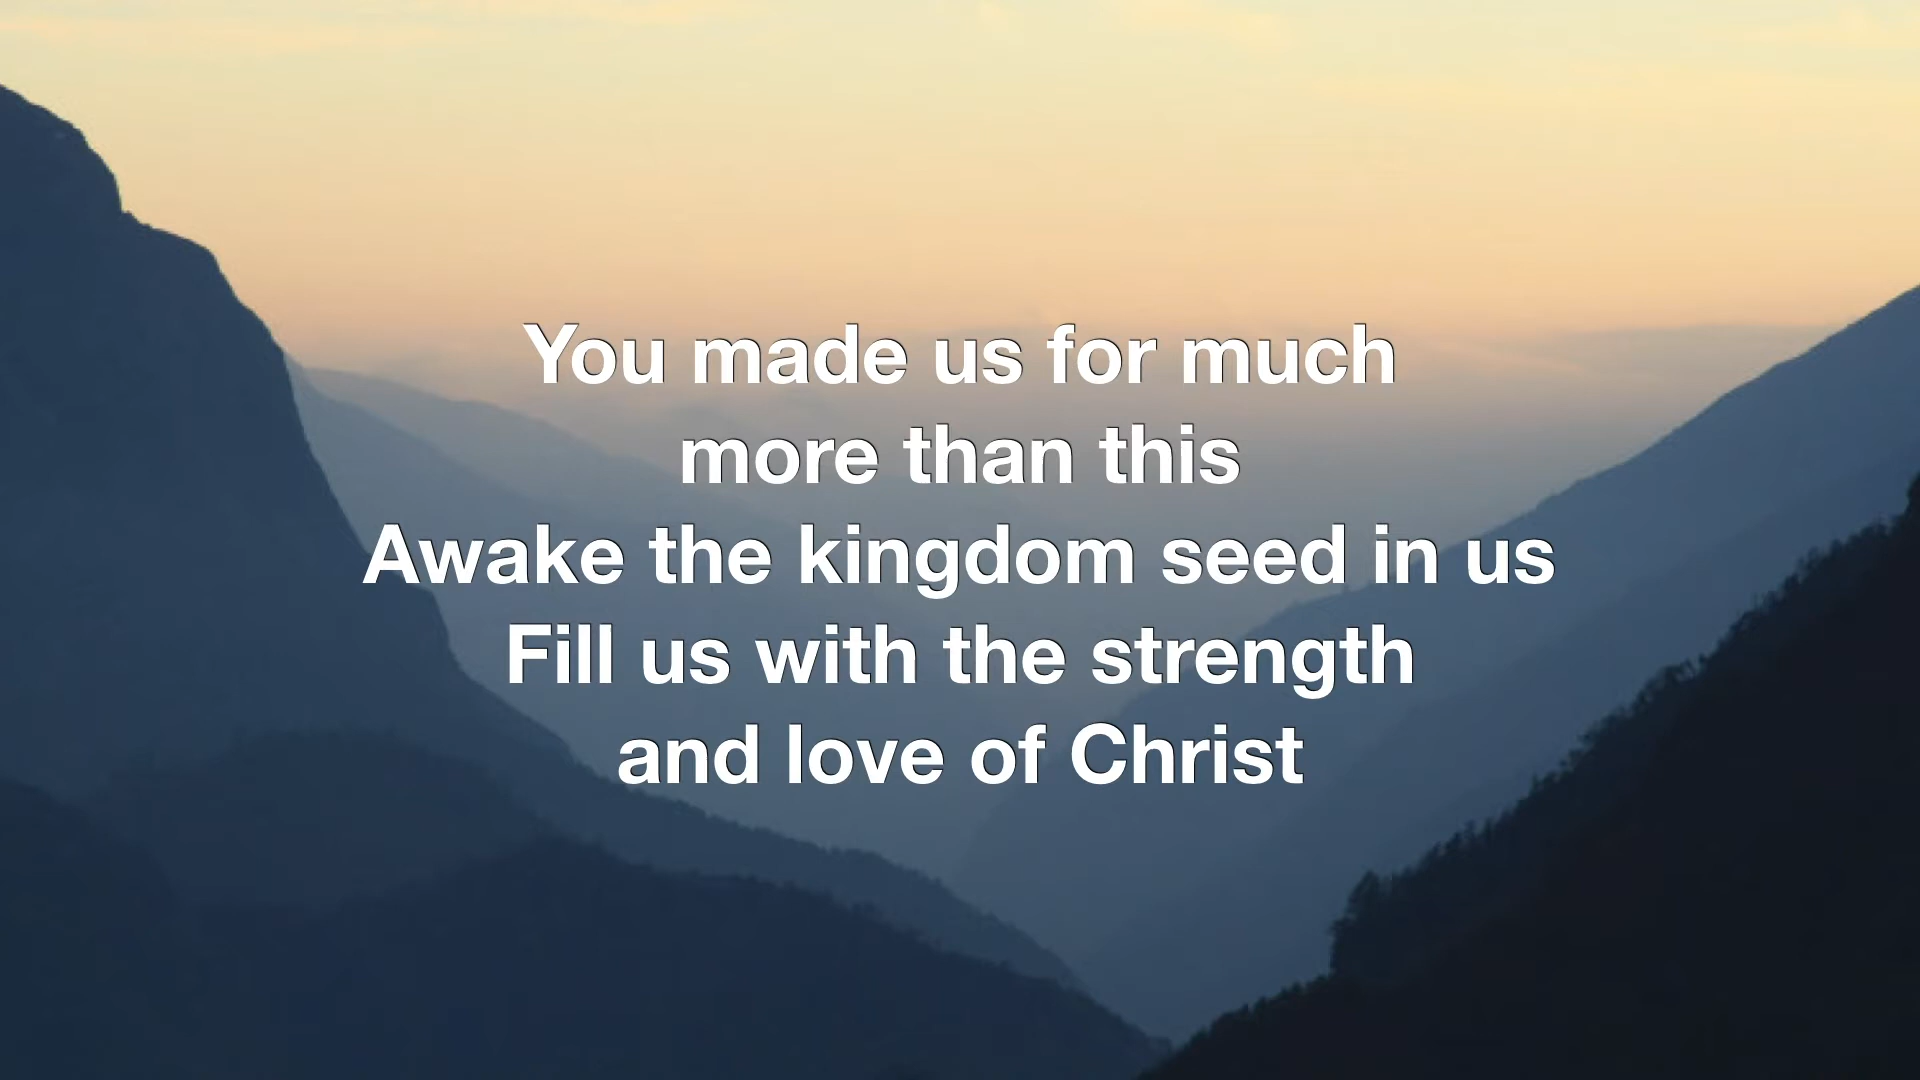 You made us for much
more than this
Awake the kingdom seed in us
Fill us with the strength
and love of Christ